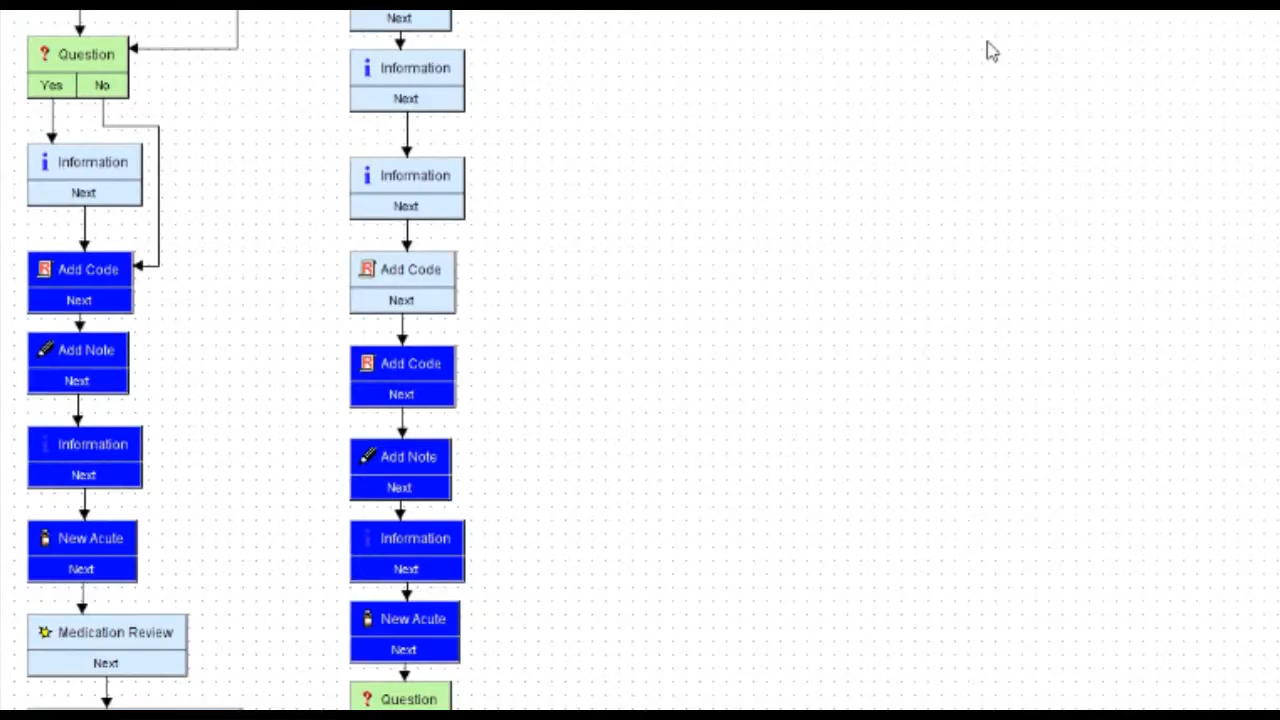 Question
Yes No
Information
Next
Add Code
Next
Add Note
Next
Information
Next
New Acute
Next
Medication Review
Next
Next
Information
Next
Information
Next
Add Code
Next
Add Code
Next
Add Note
Next
Information
Next
New Acute
Next
Question